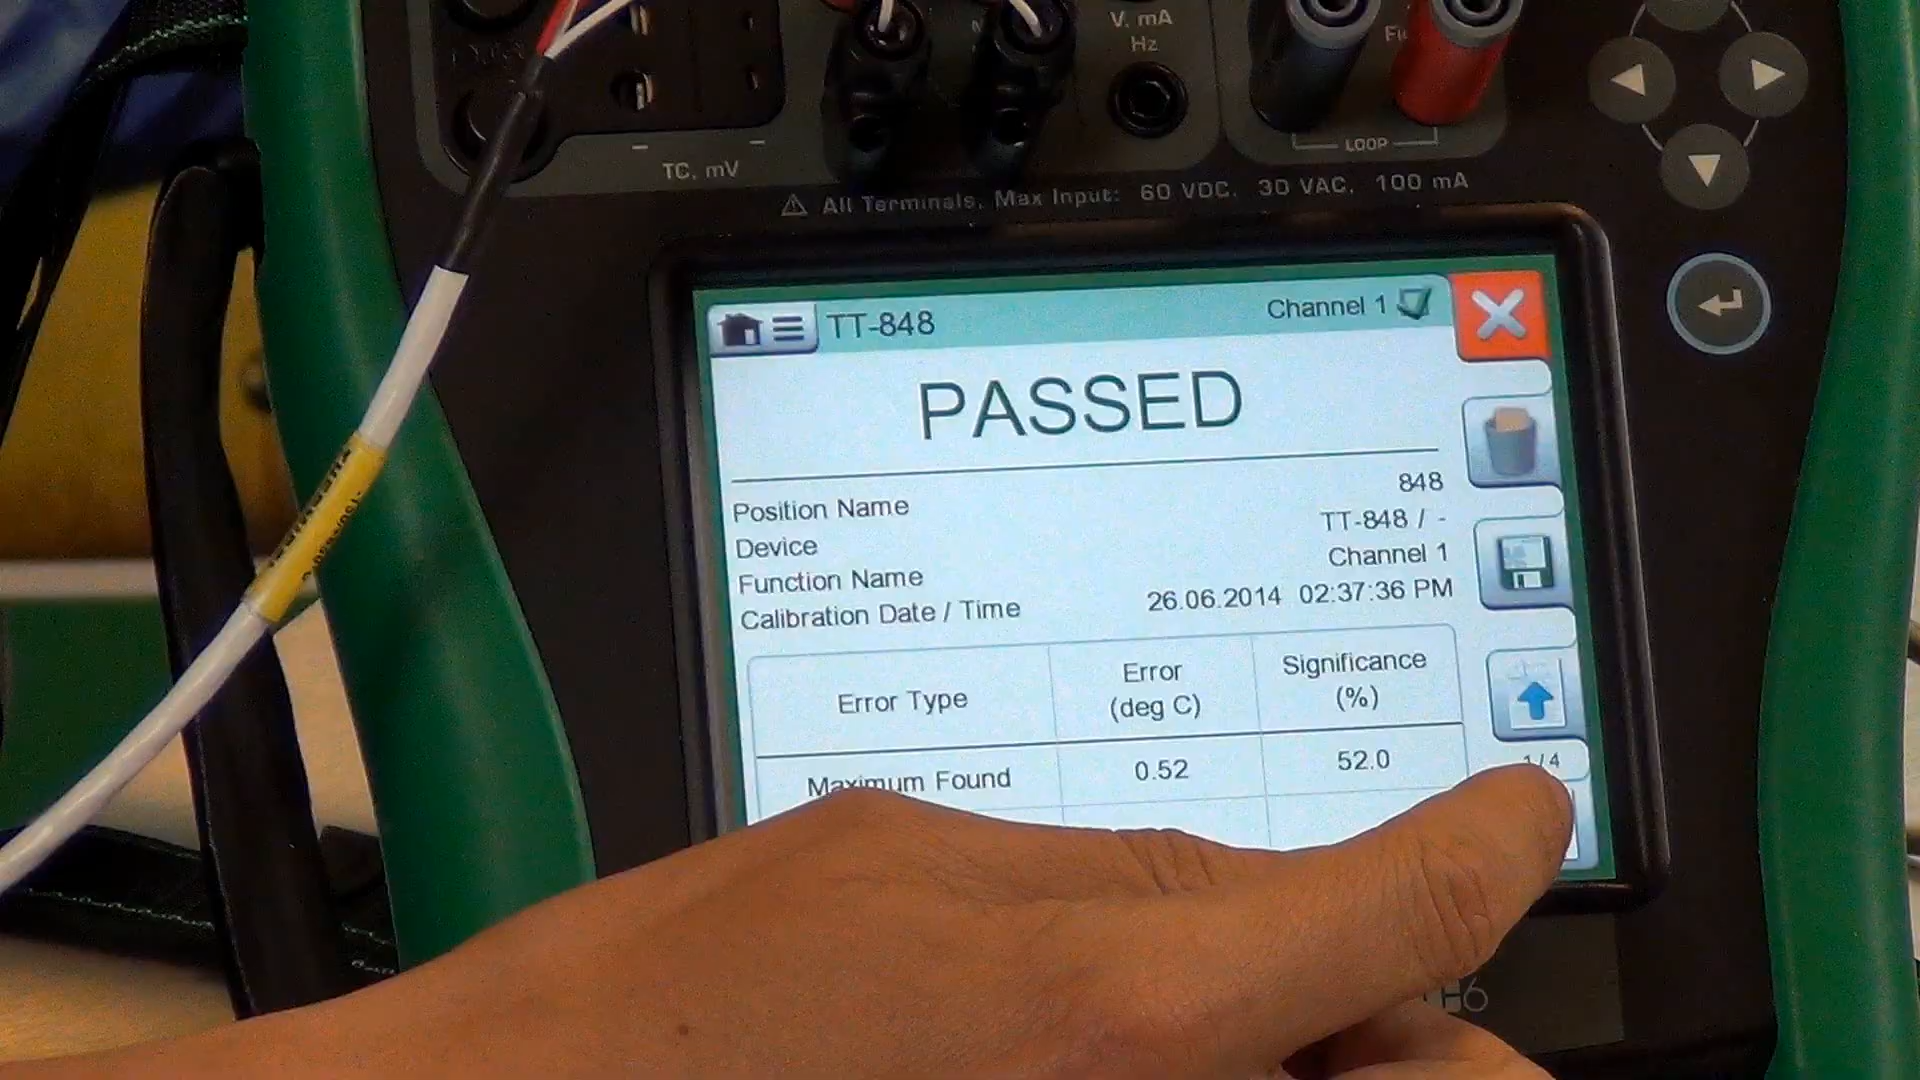 V, mA
Hz
LOOP
TC, mV
⚠ All Terminals, Max Input: 60 VDC, 30 VAC, 100 mA
TT-848
Channel 1
PASSED
Position Name 848
Device TT-848 / -
Function Name Channel 1
Calibration Date / Time 26.06.2014 02:37:36 PM
Error Type
Error
(deg C)
Significance
(%)
Maximum Found 0.52 52.0
1/4